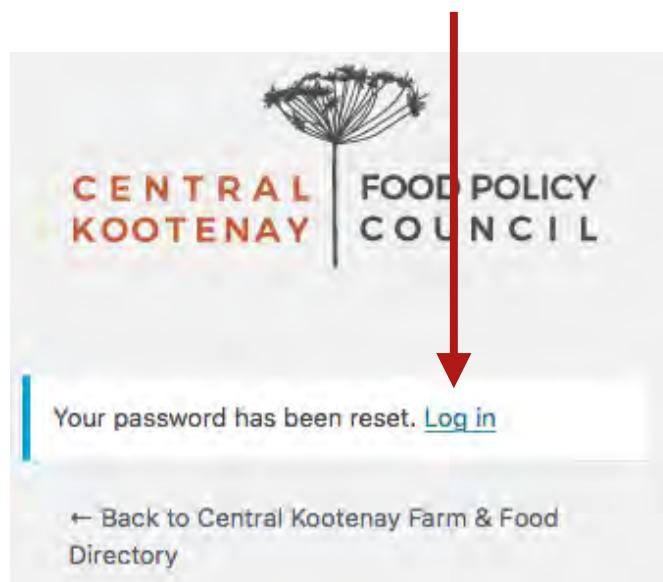 CENTRAL FOOD POLICY
KOOTENAY COUNCIL
Your password has been reset. Log in
← Back to Central Kootenay Farm & Food
Directory